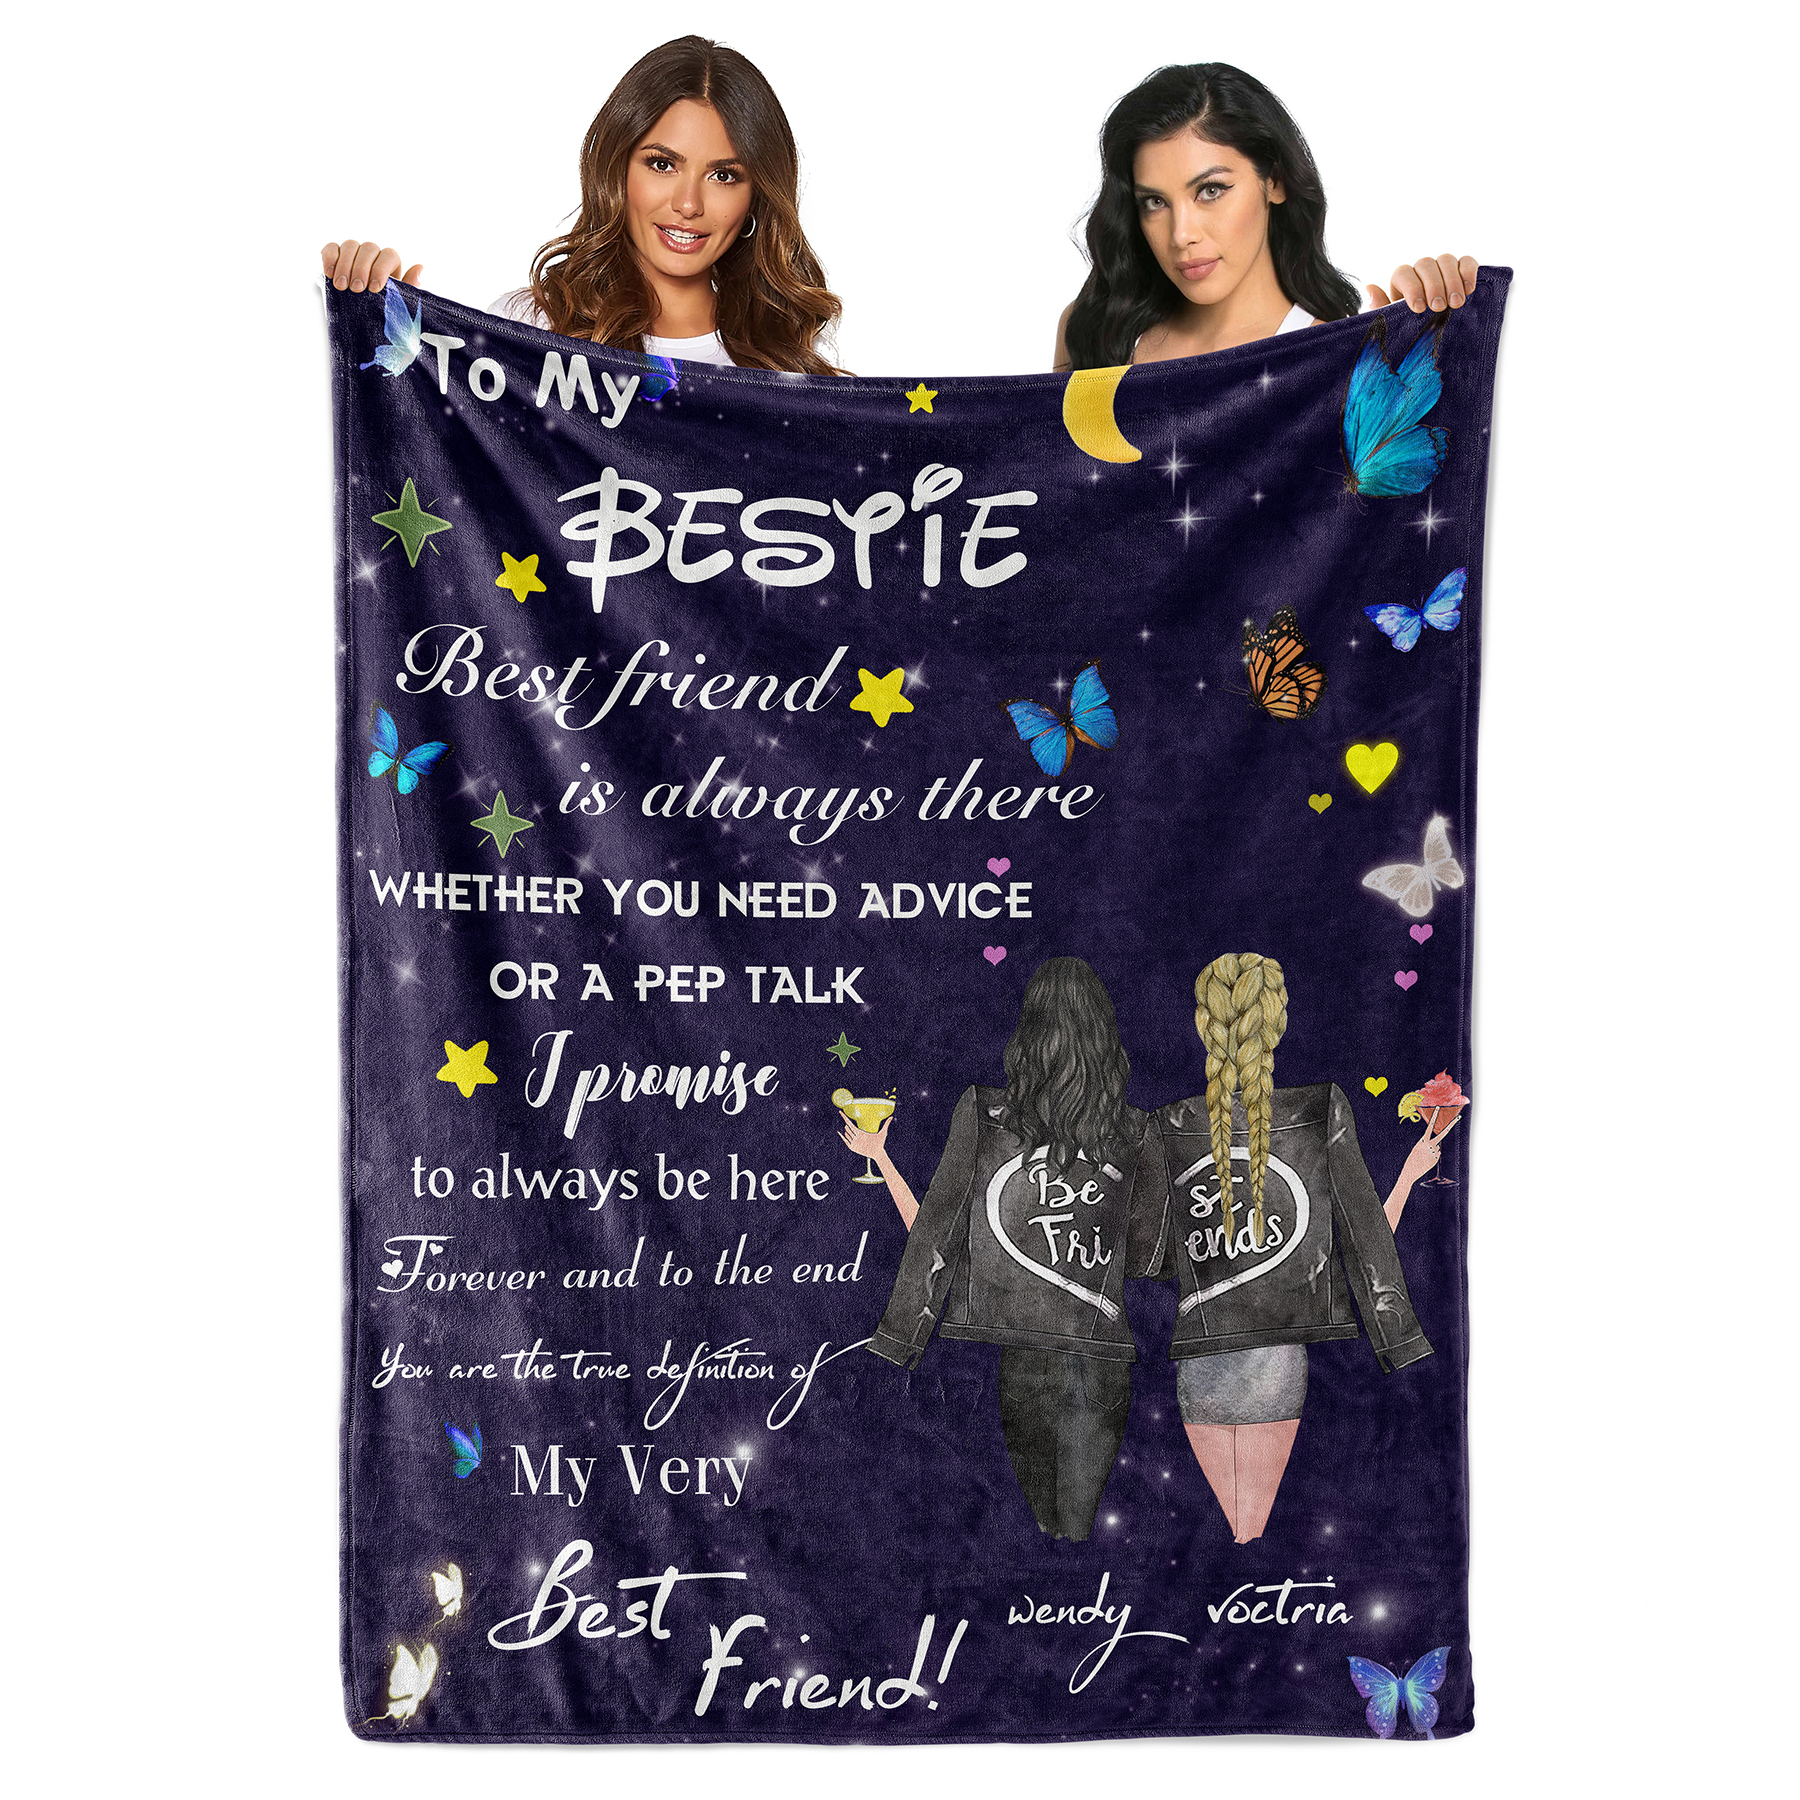 To My
BESTIE
Best friend
is always there
WHETHER YOU NEED ADVICE
OR A PEP TALK
I promise
to always be here
Forever and to the end
You are the true definition of
My Very
Best
Friend!
Be st
Fri ends
wendy voctria